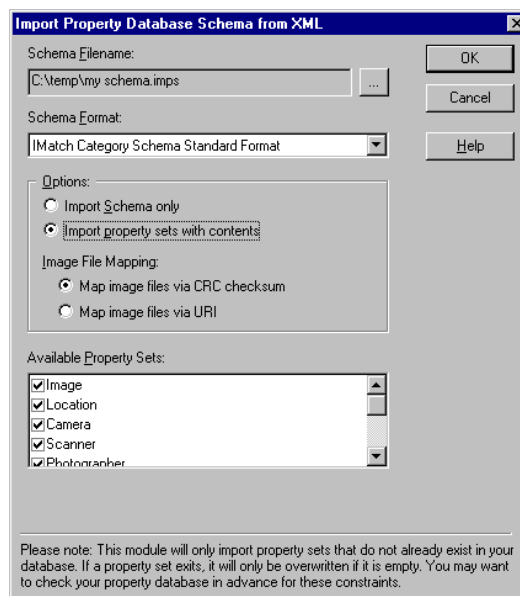 Import Property Database Schema from XML
Schema Filename:
C:\temp\my schema.imps
...
OK
Cancel
Help
Schema Format:
IMatch Category Schema Standard Format
Options:
Import Schema only
Import property sets with contents
Image File Mapping:
Map image files via CRC checksum
Map image files via URI
Available Property Sets:
Image
Location
Camera
Scanner
Photographer
Please note: This module will only import property sets that do not already exist in your
database. If a property set exits, it will only be overwritten if it is empty. You may want
to check your property database in advance for these constraints.